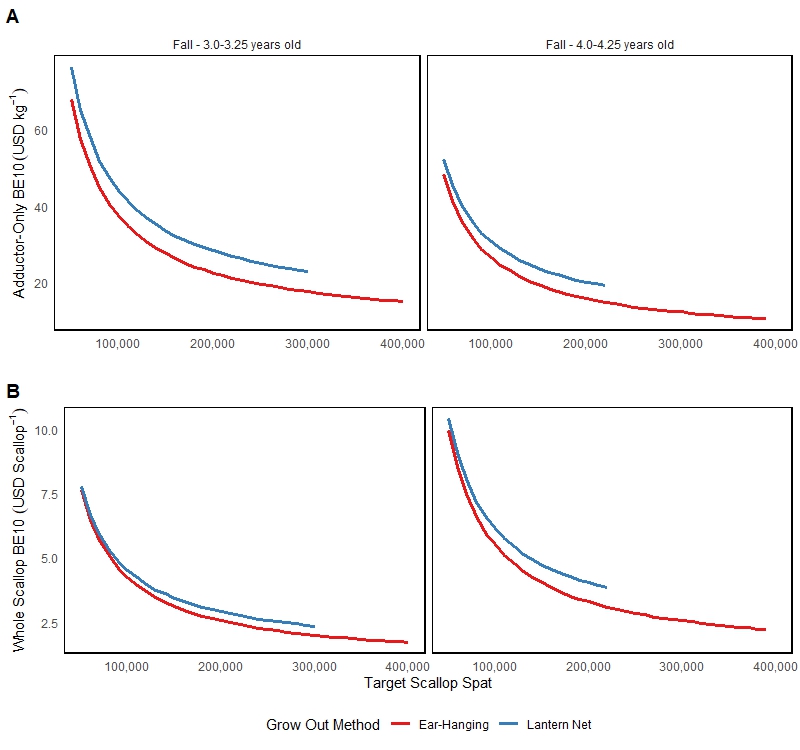 A
Fall - 3.0-3.25 years old
Fall - 4.0-4.25 years old
Adductor-Only BE10 (USD kg⁻¹)
60
40
20
100,000
200,000
300,000
400,000
100,000
200,000
300,000
400,000
B
Whole Scallop BE10 (USD Scallop⁻¹)
10.0
7.5
5.0
2.5
100,000
200,000
300,000
400,000
100,000
200,000
300,000
400,000
Target Scallop Spat
Grow Out Method
Ear-Hanging
Lantern Net